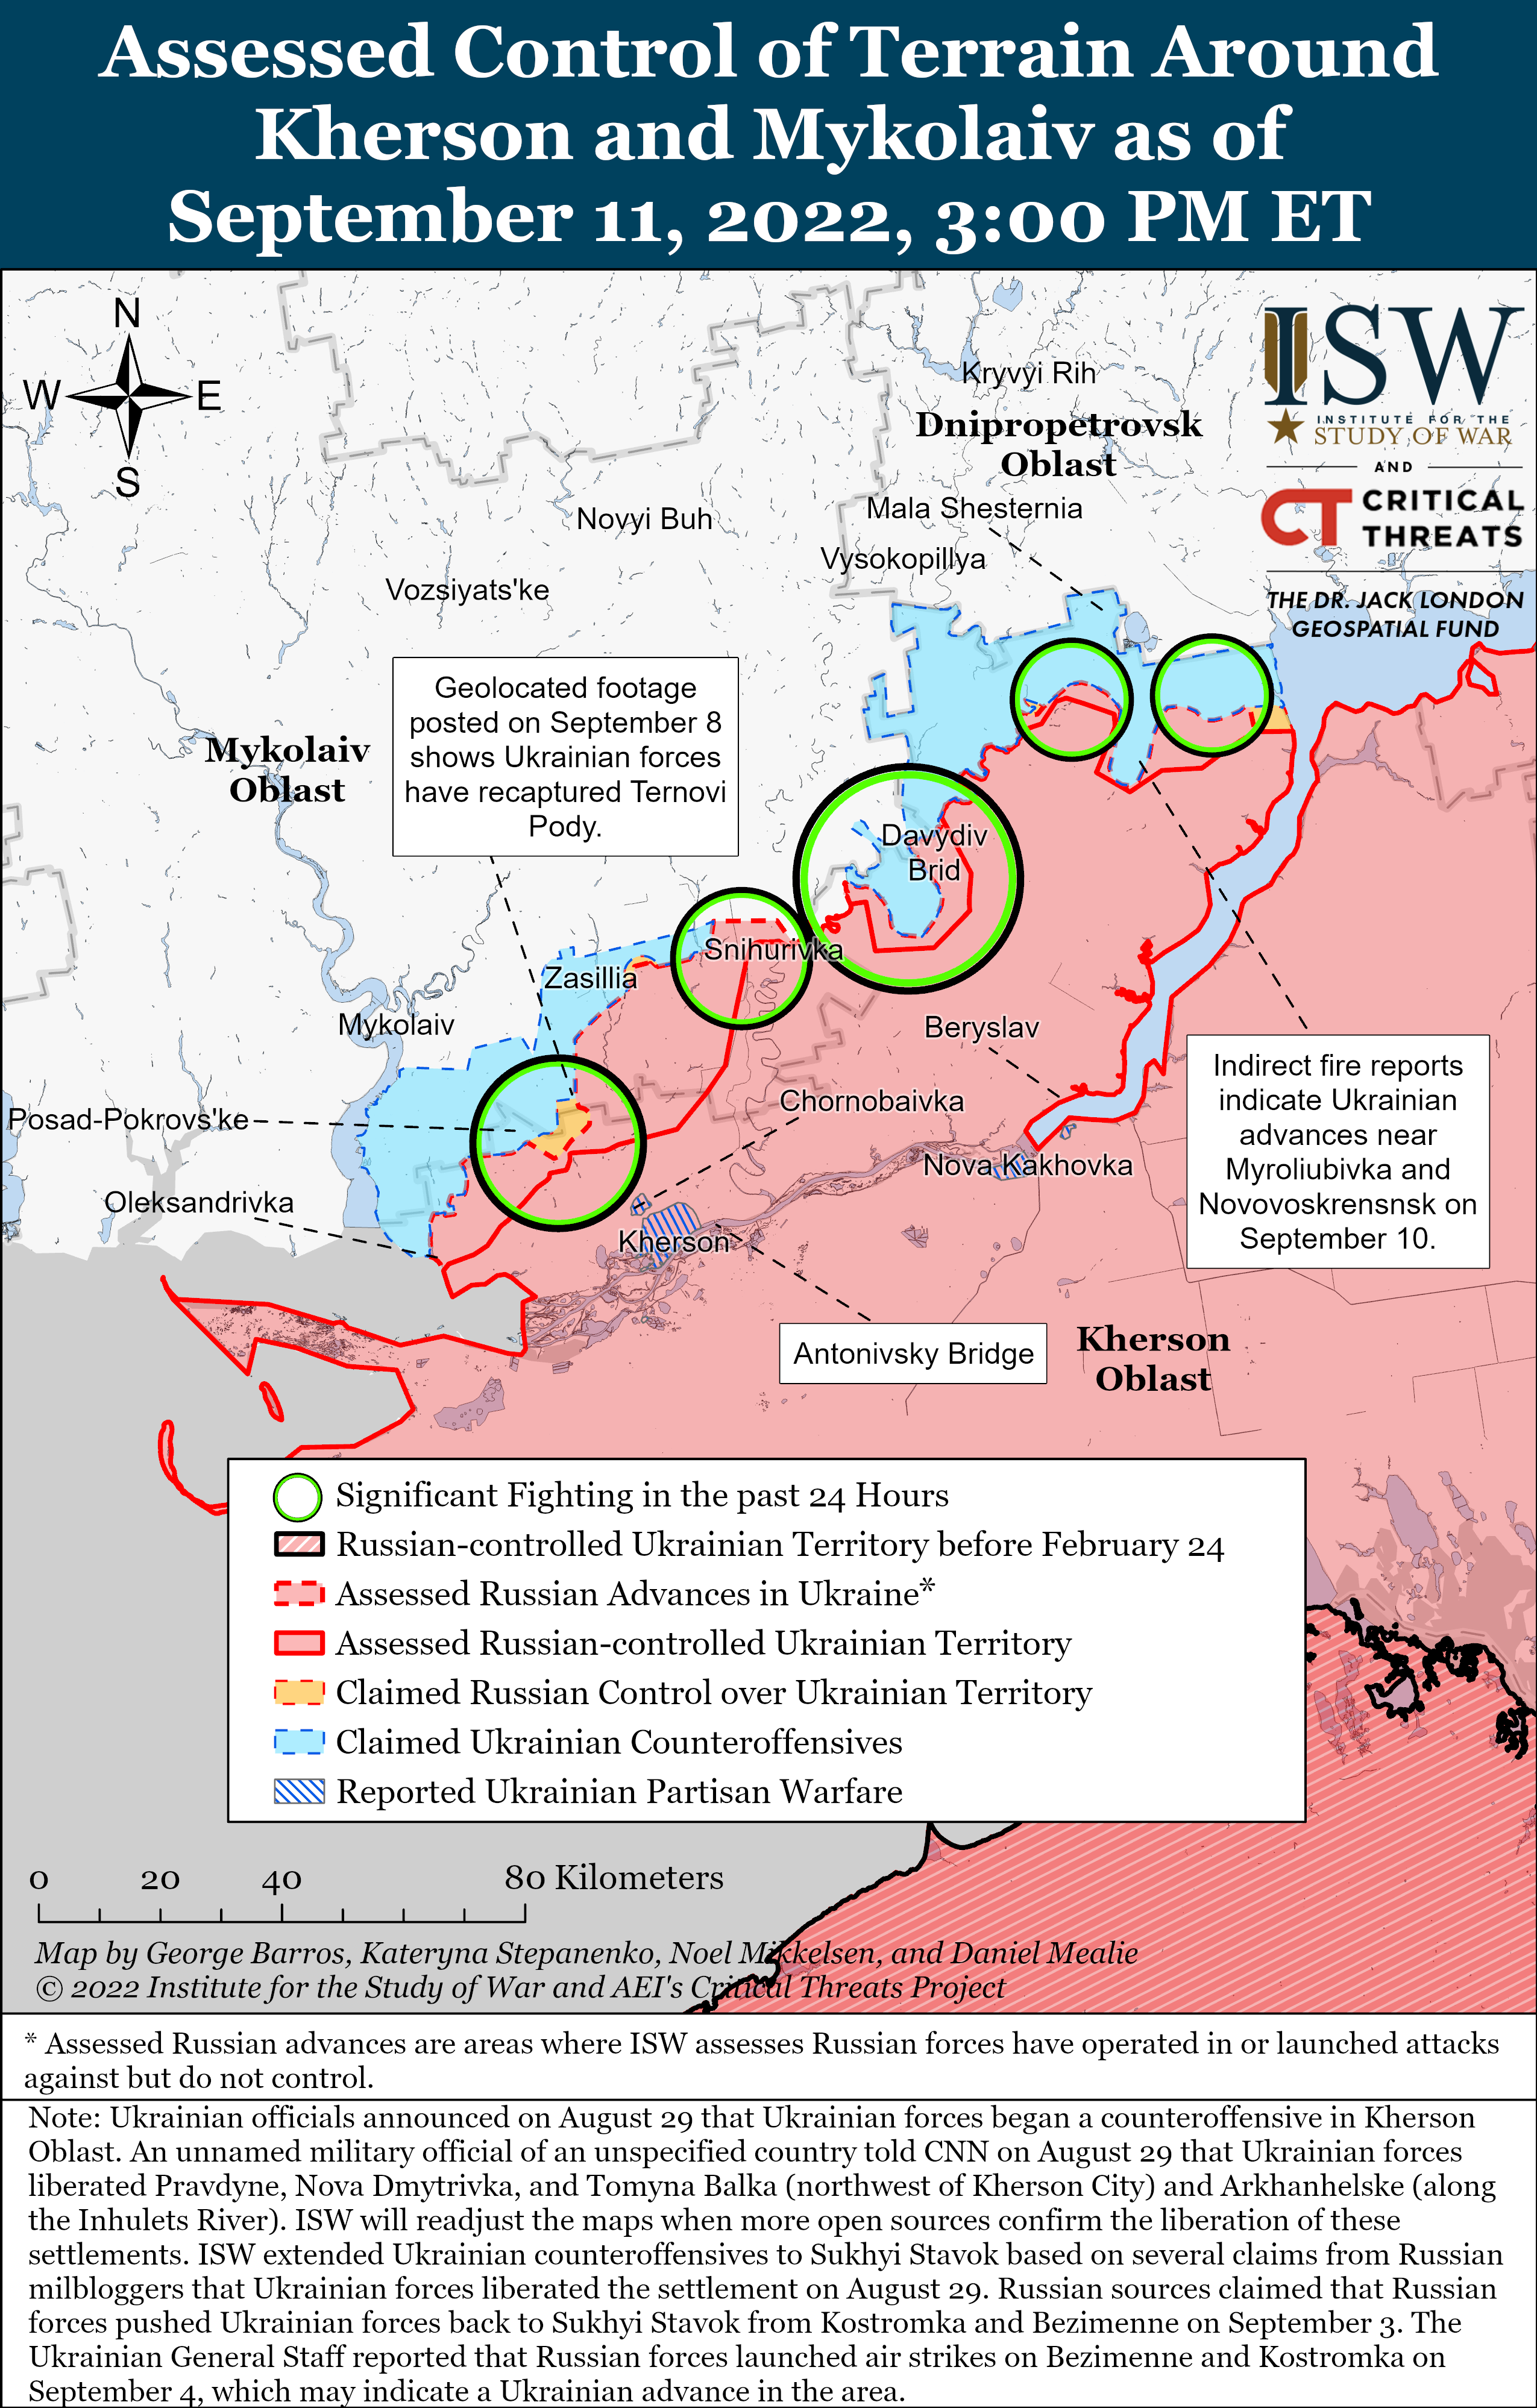 Assessed Control of Terrain Around
Kherson and Mykolaiv as of
September 11, 2022, 3:00 PM ET
N
W E
S
ISW
INSTITUTE FOR THE
STUDY OF WAR
AND
CT CRITICAL
THREATS
THE DR. JACK LONDON
GEOSPATIAL FUND
Kryvyi Rih
Dnipropetrovsk
Oblast
Mala Shesternia
Novyi Buh
Vysokopillya
Vozsiyats'ke
Geolocated footage
posted on September 8
shows Ukrainian forces
have recaptured Ternovi
Pody.
Mykolaiv
Oblast
Davydiv
Brid
Snihurivka
Zasillia
Mykolaiv
Beryslav
Indirect fire reports
indicate Ukrainian
advances near
Myroliubivka and
Novovoskrensnsk on
September 10.
Chornobaivka
Posad-Pokrovs'ke
Nova Kakhovka
Oleksandrivka
Kherson
Antonivsky Bridge
Kherson
Oblast
Significant Fighting in the past 24 Hours
Russian-controlled Ukrainian Territory before February 24
Assessed Russian Advances in Ukraine*
Assessed Russian-controlled Ukrainian Territory
Claimed Russian Control over Ukrainian Territory
Claimed Ukrainian Counteroffensives
Reported Ukrainian Partisan Warfare
0 20 40 80 Kilometers
Map by George Barros, Kateryna Stepanenko, Noel Mikkelsen, and Daniel Mealie
© 2022 Institute for the Study of War and AEI's Critical Threats Project
* Assessed Russian advances are areas where ISW assesses Russian forces have operated in or launched attacks
against but do not control.
Note: Ukrainian officials announced on August 29 that Ukrainian forces began a counteroffensive in Kherson
Oblast. An unnamed military official of an unspecified country told CNN on August 29 that Ukrainian forces
liberated Pravdyne, Nova Dmytrivka, and Tomyna Balka (northwest of Kherson City) and Arkhanhelske (along
the Inhulets River). ISW will readjust the maps when more open sources confirm the liberation of these
settlements. ISW extended Ukrainian counteroffensives to Sukhyi Stavok based on several claims from Russian
milbloggers that Ukrainian forces liberated the settlement on August 29. Russian sources claimed that Russian
forces pushed Ukrainian forces back to Sukhyi Stavok from Kostromka and Bezimenne on September 3. The
Ukrainian General Staff reported that Russian forces launched air strikes on Bezimenne and Kostromka on
September 4, which may indicate a Ukrainian advance in the area.